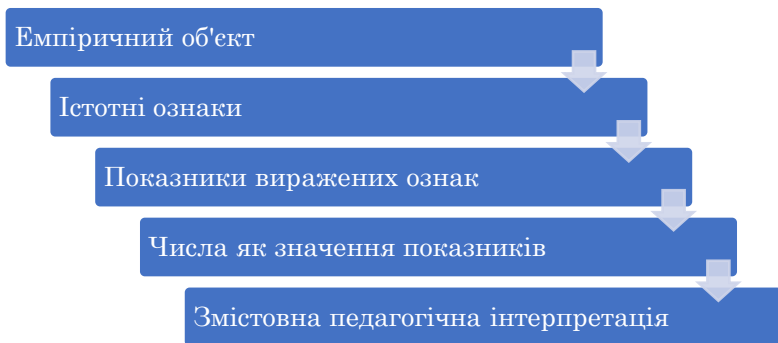 Емпіричний об'єкт
Істотні ознаки
Показники виражених ознак
Числа як значення показників
Змістовна педагогічна інтерпретація